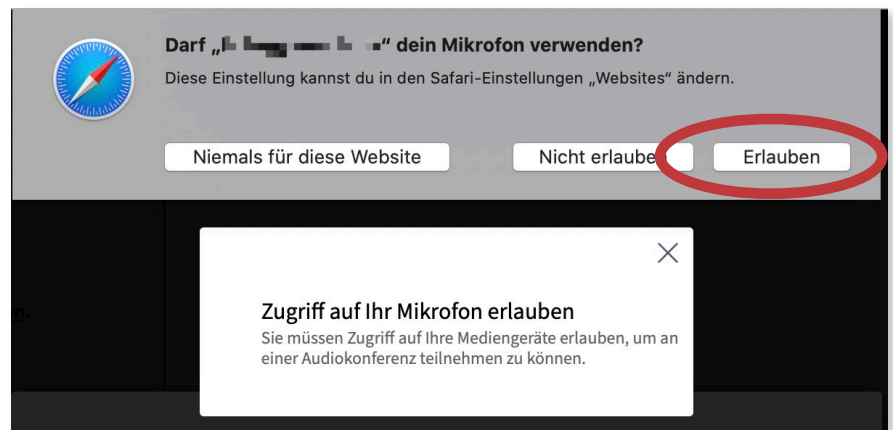 Darf „“ dein Mikrofon verwenden?
Diese Einstellung kannst du in den Safari-Einstellungen „Websites“ ändern.
Niemals für diese Website
Nicht erlauben
Erlauben
Zugriff auf Ihr Mikrofon erlauben
Sie müssen Zugriff auf Ihre Mediengeräte erlauben, um an
einer Audiokonferenz teilnehmen zu können.